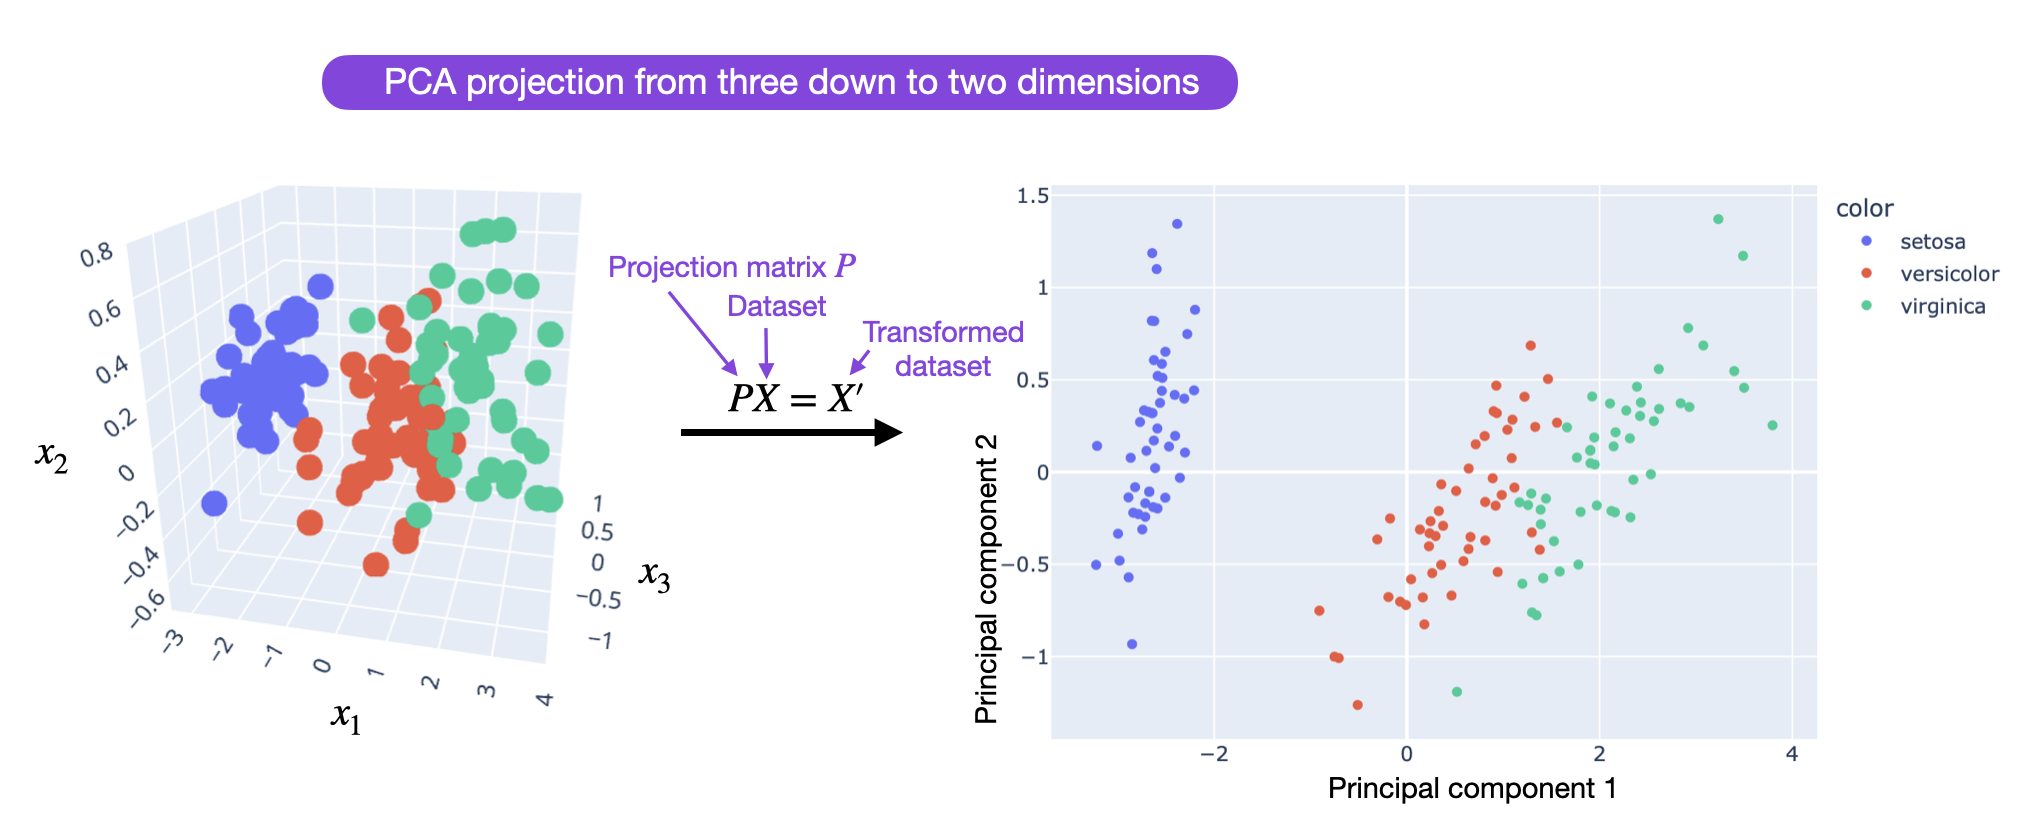 PCA projection from three down to two dimensions
0.8
0.6
0.4
0.2
0
−0.2
−0.4
−0.6
x₂
−3
−2
−1
0
1
2
3
4
x₁
1
0.5
0
−0.5
−1
x₃
Projection matrix P
Dataset
Transformed
dataset
PX = X′
1.5
1
0.5
0
−0.5
−1
Principal component 2
−2
0
2
4
Principal component 1
color
setosa
versicolor
virginica